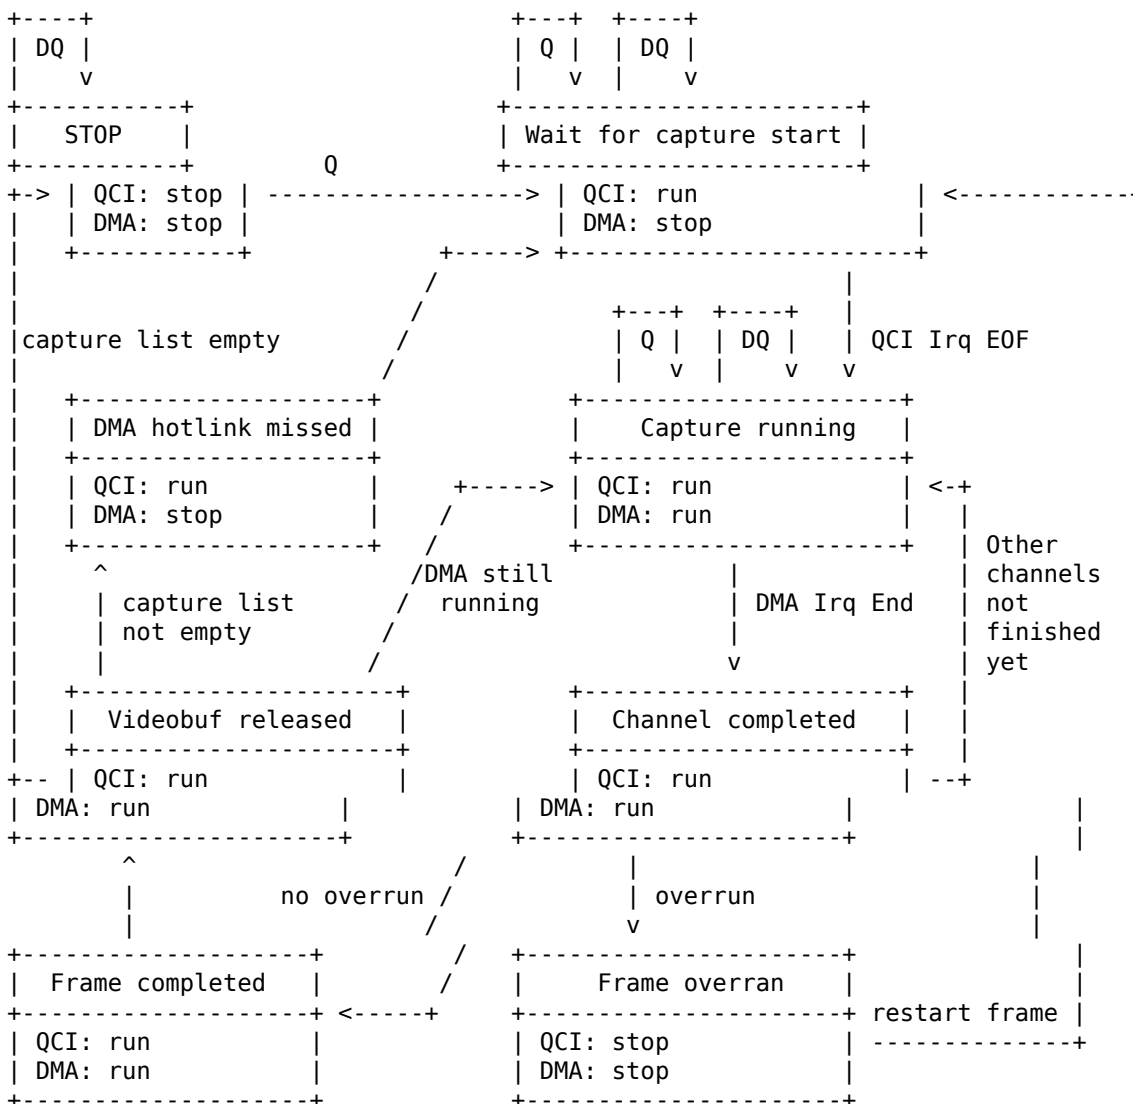 +----+                             +---+  +----+
| DQ |                             | Q |  | DQ |
|    v                             |   v  |    v
+-----------+                     +------------------------+
|   STOP    |                     | Wait for capture start |
+-----------+         Q           +------------------------+
+-> | QCI: stop | ------------------> | QCI: run               | <------------
|   | DMA: stop |                     | DMA: stop              |
|   +-----------+             +-----> +------------------------+
|                            /                            |
|                           /             +---+  +----+   |
|capture list empty        /              | Q |  | DQ |   | QCI Irq EOF
|                         /               |   v  |    v   v
|   +--------------------+             +----------------------+
|   | DMA hotlink missed |             |    Capture running   |
|   +--------------------+             +----------------------+
|   | QCI: run           |     +-----> | QCI: run             | <-+
|   | DMA: stop          |    /        | DMA: run             |   |
|   +--------------------+   /         +----------------------+   | Other
|     ^                     /DMA still            |               | channels
|     | capture list       /  running             | DMA Irq End   | not
|     | not empty         /                       |               | finished
|     |                  /                        v               | yet
|   +----------------------+           +----------------------+   |
|   |  Videobuf released   |           |  Channel completed   |   |
|   +----------------------+           +----------------------+   |
+-- | QCI: run             |           | QCI: run             | --+
| DMA: run             |           | DMA: run             |               |
+----------------------+           +----------------------+               |
        ^                      /           |                           |
        |          no overrun /            | overrun                   |
        |                    /             v                           |
+--------------------+         /   +----------------------+               |
|  Frame completed   |        /    |     Frame overran    |               |
+--------------------+ <-----+     +----------------------+ restart frame |
| QCI: run           |             | QCI: stop            | --------------+
| DMA: run           |             | DMA: stop            |
+--------------------+             +----------------------+